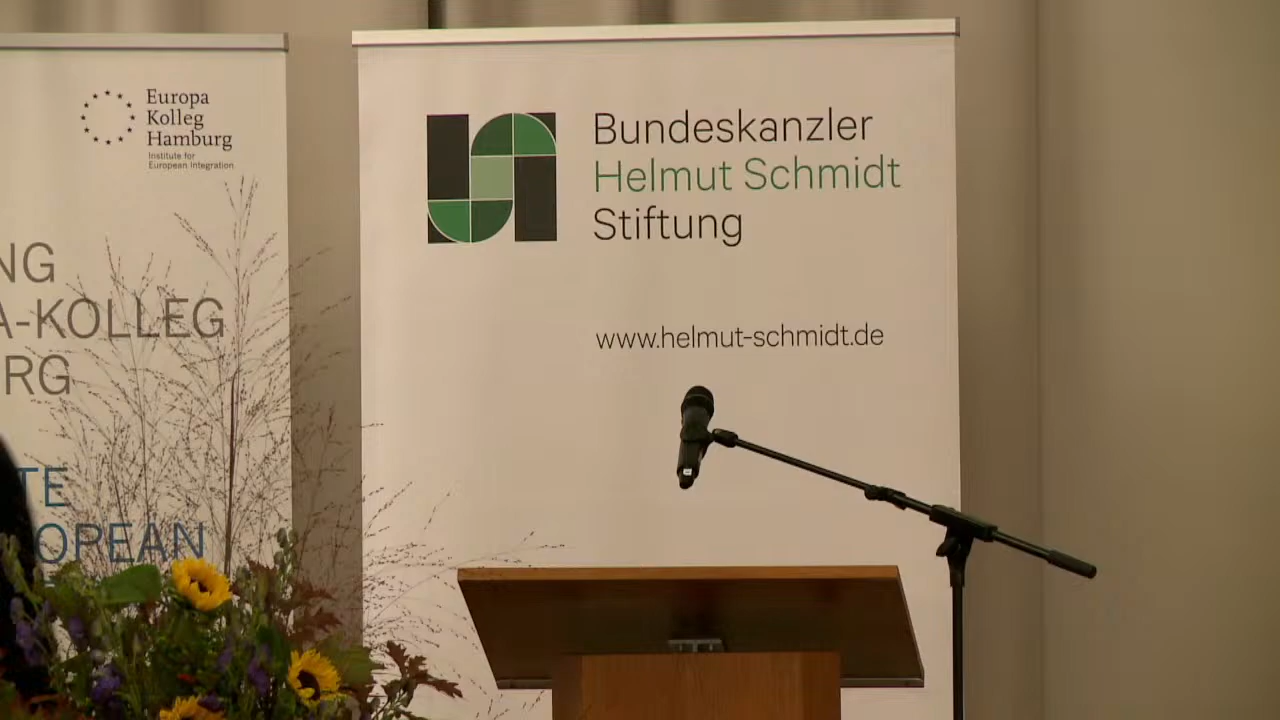 Europa
Kolleg
Hamburg
Institute for
European Integration
NG
A-KOLLEG
RG
TE
OPEAN
Bundeskanzler
Helmut Schmidt
Stiftung
www.helmut-schmidt.de